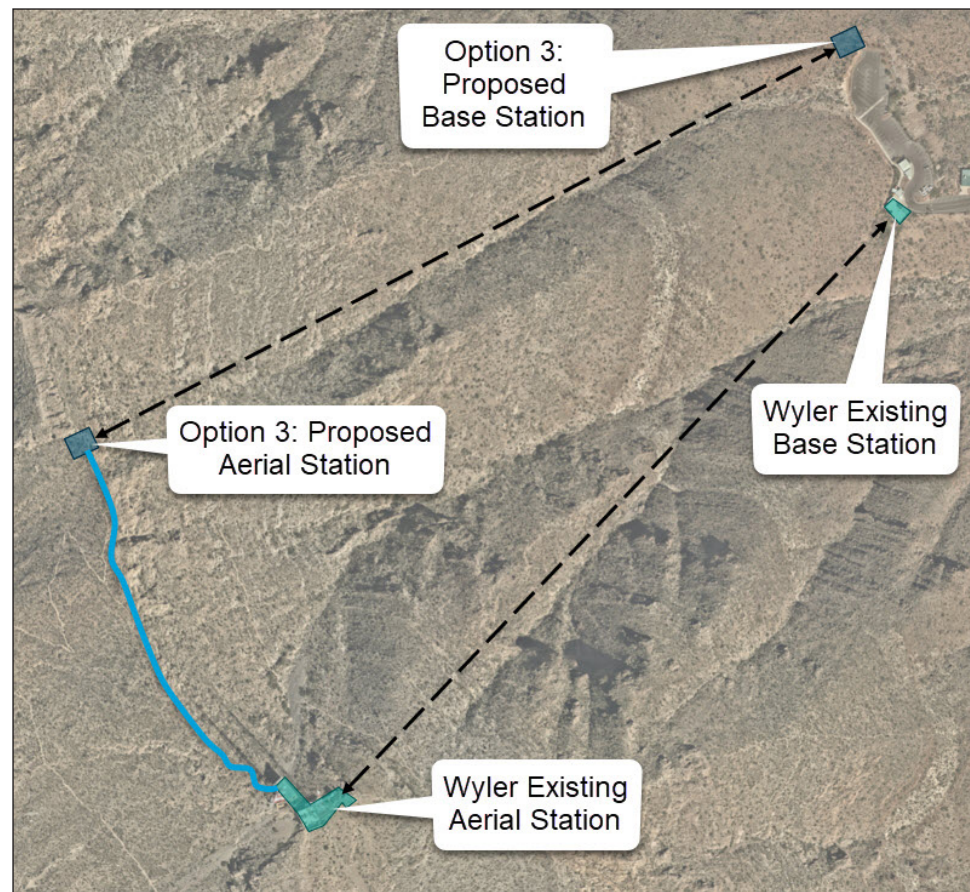 Option 3:
Proposed
Base Station
Option 3: Proposed
Aerial Station
Wyler Existing
Base Station
Wyler Existing
Aerial Station